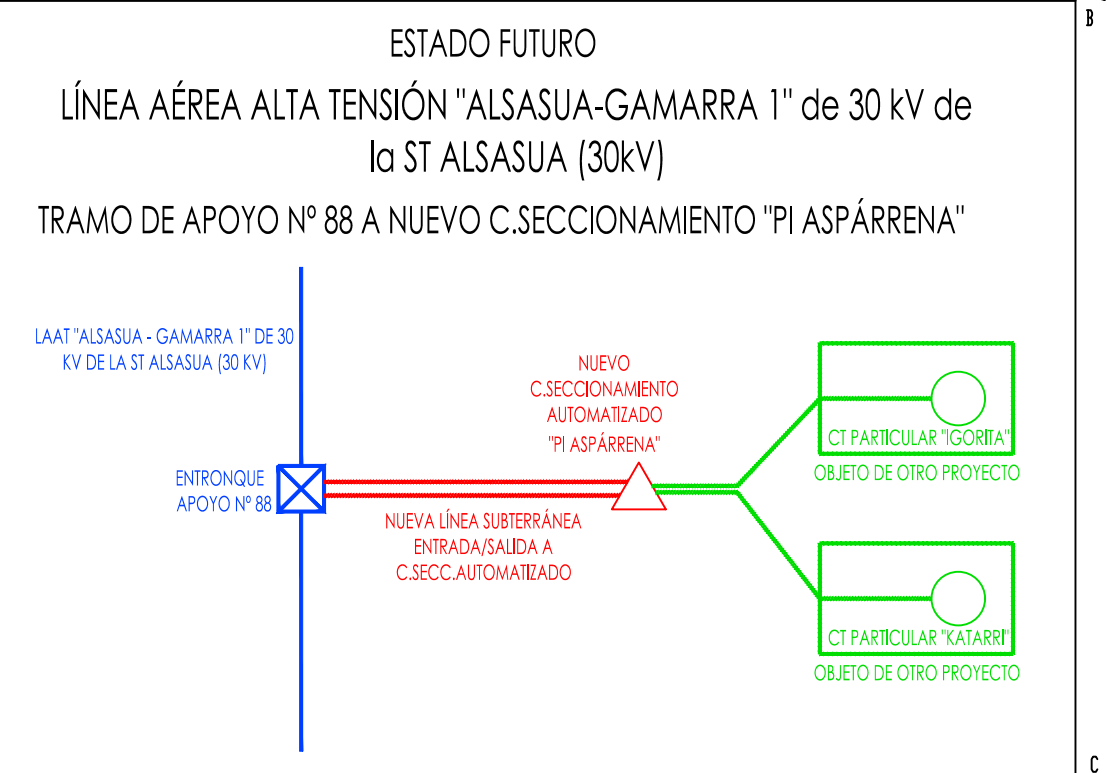 B
ESTADO FUTURO
LÍNEA AÉREA ALTA TENSIÓN "ALSASUA-GAMARRA 1" de 30 kV de
la ST ALSASUA (30kV)
TRAMO DE APOYO Nº 88 A NUEVO C.SECCIONAMIENTO "PI ASPÁRRENA"
LAAT "ALSASUA - GAMARRA 1" DE 30
KV DE LA ST ALSASUA (30 KV)
NUEVO
C.SECCIONAMIENTO
AUTOMATIZADO
"PI ASPÁRRENA"
CT PARTICULAR "IGORITA"
OBJETO DE OTRO PROYECTO
ENTRONQUE
APOYO Nº 88
NUEVA LÍNEA SUBTERRÁNEA
ENTRADA/SALIDA A
C.SECC.AUTOMATIZADO
CT PARTICULAR "KATARRI"
OBJETO DE OTRO PROYECTO
C